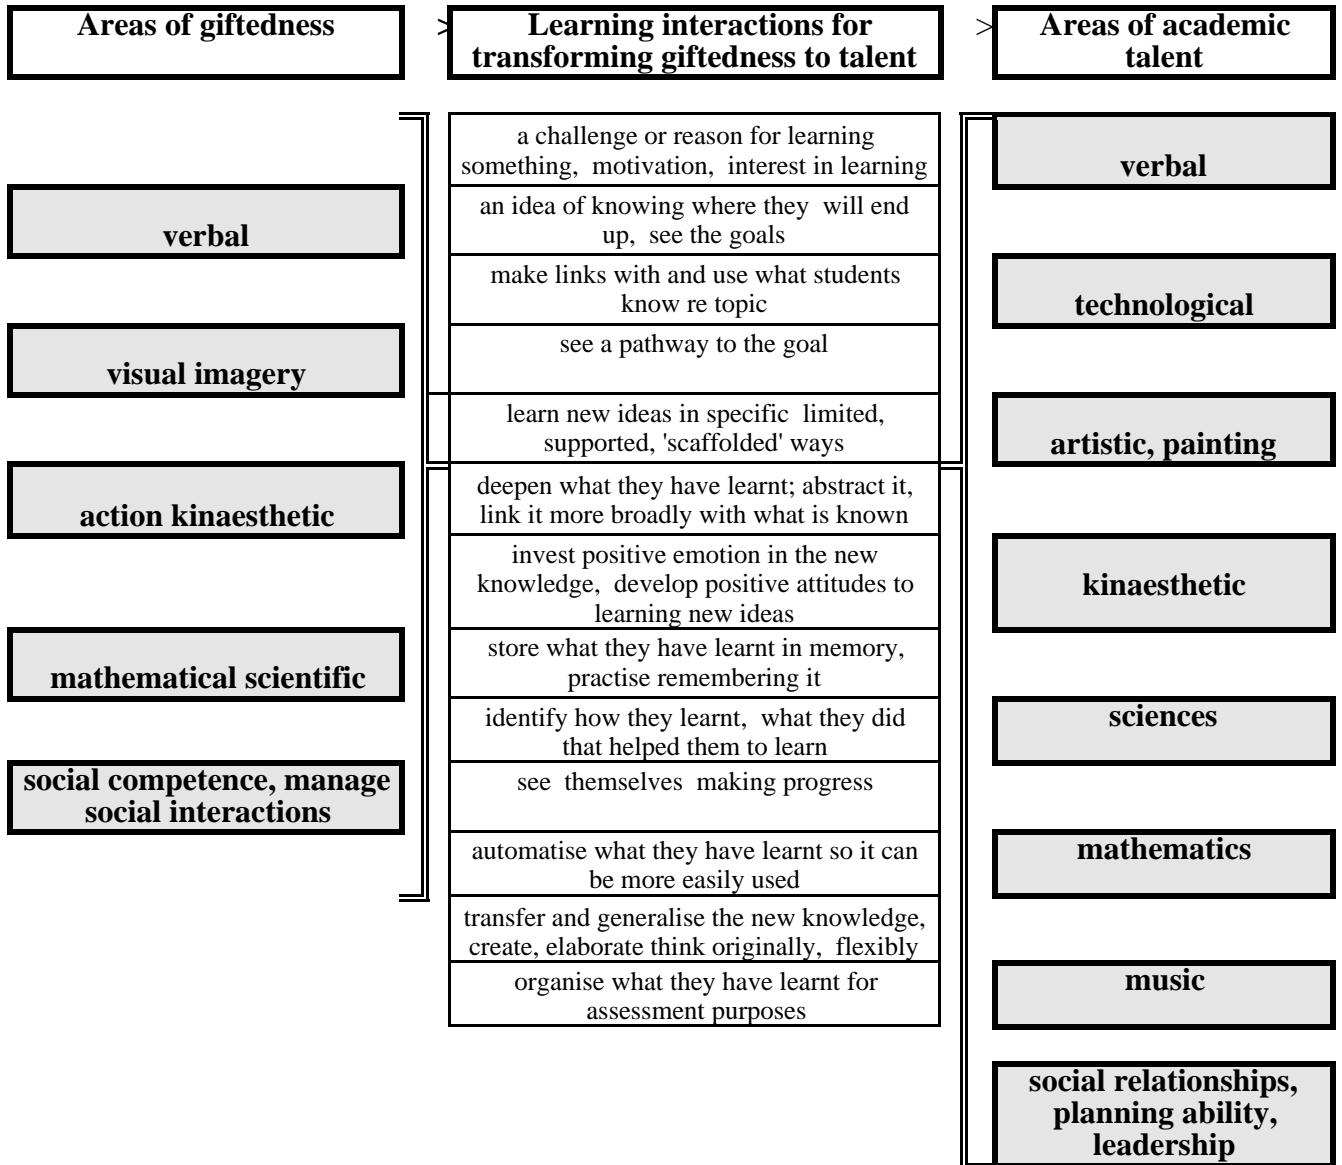 Areas of giftedness
>
Learning interactions for
transforming giftedness to talent
>
Areas of academic
talent
verbal
visual imagery
action kinaesthetic
mathematical scientific
social competence, manage
social interactions
a challenge or reason for learning
something, motivation, interest in learning
an idea of knowing where they will end
up, see the goals
make links with and use what students
know re topic
see a pathway to the goal
learn new ideas in specific limited,
supported, 'scaffolded' ways
deepen what they have learnt; abstract it,
link it more broadly with what is known
invest positive emotion in the new
knowledge, develop positive attitudes to
learning new ideas
store what they have learnt in memory,
practise remembering it
identify how they learnt, what they did
that helped them to learn
see themselves making progress
automatise what they have learnt so it can
be more easily used
transfer and generalise the new knowledge,
create, elaborate think originally, flexibly
organise what they have learnt for
assessment purposes
verbal
technological
artistic, painting
kinaesthetic
sciences
mathematics
music
social relationships,
planning ability,
leadership